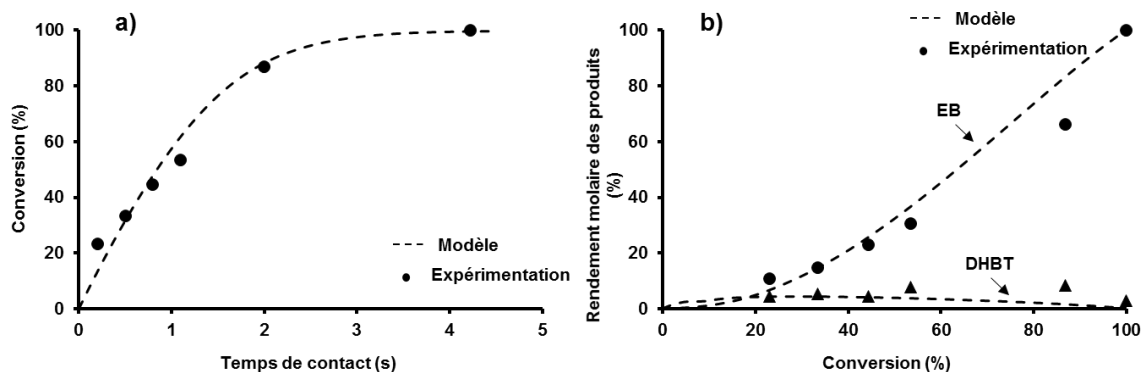 a)
100
80
60
40
20
0
Conversion (%)
Modèle
Expérimentation
0 1 2 3 4 5
Temps de contact (s)
b)
Modèle
Expérimentation
100
80
60
40
20
0
Rendement molaire des produits
(%)
EB
DHBT
0 20 40 60 80 100
Conversion (%)